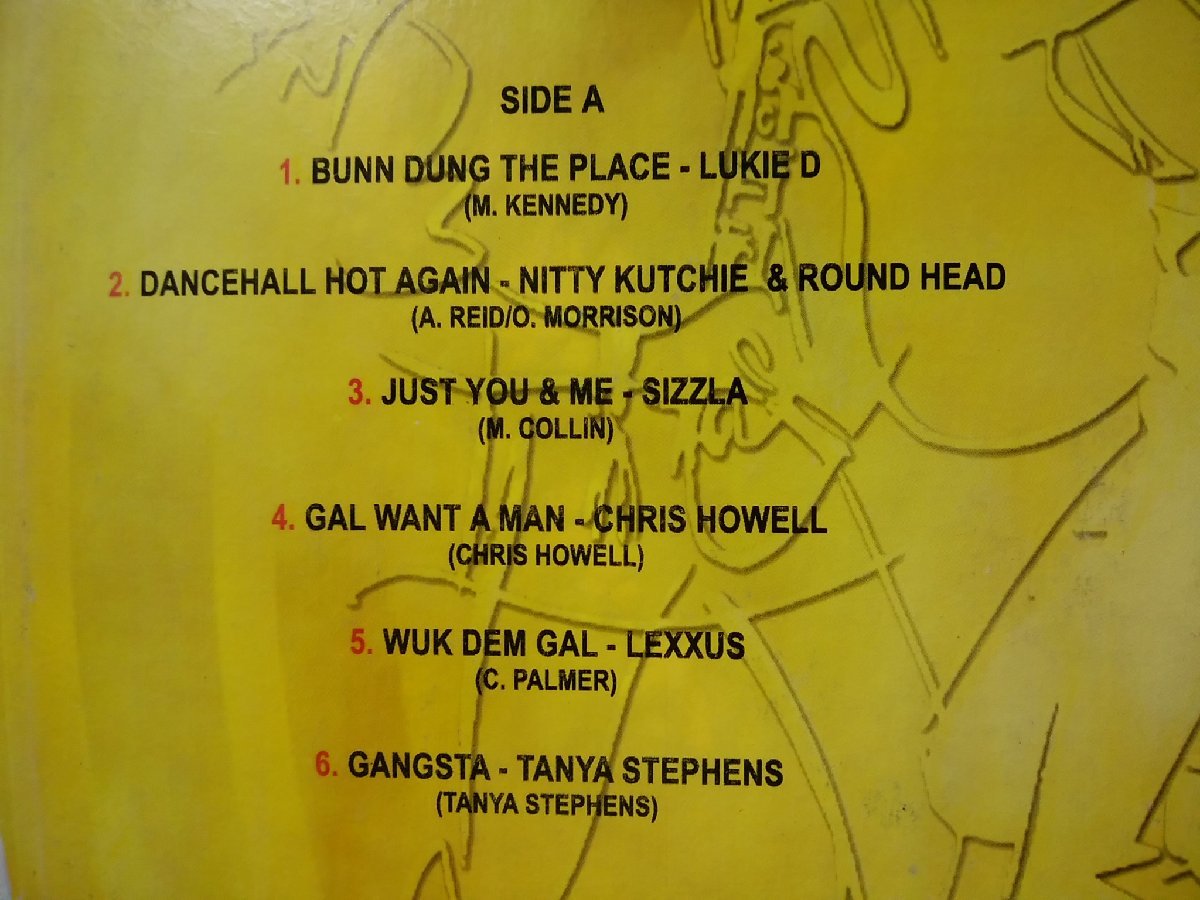 SIDE A
1. BUNN DUNG THE PLACE - LUKIE D
(M. KENNEDY)
2. DANCEHALL HOT AGAIN - NITTY KUTCHIE & ROUND HEAD
(A. REID/O. MORRISON)
3. JUST YOU & ME - SIZZLA
(M. COLLIN)
4. GAL WANT A MAN - CHRIS HOWELL
(CHRIS HOWELL)
5. WUK DEM GAL - LEXXUS
(C. PALMER)
6. GANGSTA - TANYA STEPHENS
(TANYA STEPHENS)